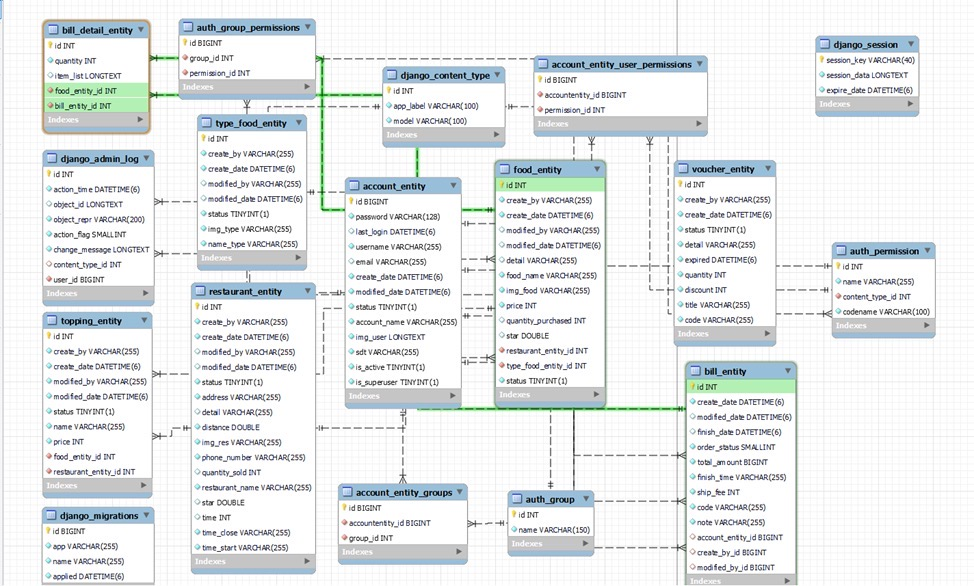 bill_detail_entity
id INT
quantity INT
item_list LONGTEXT
food_entity_id INT
bill_entity_id INT
Indexes
auth_group_permissions
id BIGINT
group_id INT
permission_id INT
Indexes
django_content_type
id INT
app_label VARCHAR(100)
model VARCHAR(100)
Indexes
account_entity_user_permissions
id BIGINT
accountentity_id BIGINT
permission_id INT
Indexes
django_session
session_key VARCHAR(40)
session_data LONGTEXT
expire_date DATETIME(6)
Indexes
type_food_entity
id INT
create_by VARCHAR(255)
create_date DATETIME(6)
modified_by VARCHAR(255)
modified_date DATETIME(6)
status TINYINT(1)
img_type VARCHAR(255)
name_type VARCHAR(255)
Indexes
django_admin_log
id INT
action_time DATETIME(6)
object_id LONGTEXT
object_repr VARCHAR(200)
action_flag SMALLINT
change_message LONGTEXT
content_type_id INT
user_id BIGINT
Indexes
account_entity
id BIGINT
password VARCHAR(128)
last_login DATETIME(6)
username VARCHAR(255)
email VARCHAR(255)
create_date DATETIME(6)
modified_date DATETIME(6)
status TINYINT(1)
account_name VARCHAR(255)
img_user LONGTEXT
sdt VARCHAR(255)
is_active TINYINT(1)
is_superuser TINYINT(1)
Indexes
food_entity
id INT
create_by VARCHAR(255)
create_date DATETIME(6)
modified_by VARCHAR(255)
modified_date DATETIME(6)
detail VARCHAR(255)
food_name VARCHAR(255)
img_food VARCHAR(255)
price INT
quantity_purchased INT
star DOUBLE
restaurant_entity_id INT
type_food_entity_id INT
status TINYINT(1)
Indexes
voucher_entity
id INT
create_by VARCHAR(255)
create_date DATETIME(6)
status TINYINT(1)
detail VARCHAR(255)
expired DATETIME(6)
quantity INT
discount INT
title VARCHAR(255)
code VARCHAR(255)
Indexes
auth_permission
id INT
name VARCHAR(255)
content_type_id INT
codename VARCHAR(100)
Indexes
restaurant_entity
id INT
create_by VARCHAR(255)
create_date DATETIME(6)
modified_by VARCHAR(255)
modified_date DATETIME(6)
status TINYINT(1)
address VARCHAR(255)
detail VARCHAR(255)
distance DOUBLE
img_res VARCHAR(255)
phone_number VARCHAR(255)
quantity_sold INT
restaurant_name VARCHAR(255)
star DOUBLE
time INT
time_close VARCHAR(255)
time_start VARCHAR(255)
Indexes
topping_entity
id INT
create_by VARCHAR(255)
create_date DATETIME(6)
modified_by VARCHAR(255)
modified_date DATETIME(6)
status TINYINT(1)
name VARCHAR(255)
price INT
food_entity_id INT
restaurant_entity_id INT
Indexes
bill_entity
id INT
create_date DATETIME(6)
modified_date DATETIME(6)
finish_date DATETIME(6)
order_status SMALLINT
total_amount BIGINT
finish_time VARCHAR(255)
ship_fee INT
code VARCHAR(255)
note VARCHAR(255)
account_entity_id BIGINT
create_by_id BIGINT
modified_by_id BIGINT
Indexes
account_entity_groups
id BIGINT
accountentity_id BIGINT
group_id INT
Indexes
auth_group
id INT
name VARCHAR(150)
Indexes
django_migrations
id BIGINT
app VARCHAR(255)
name VARCHAR(255)
applied DATETIME(6)